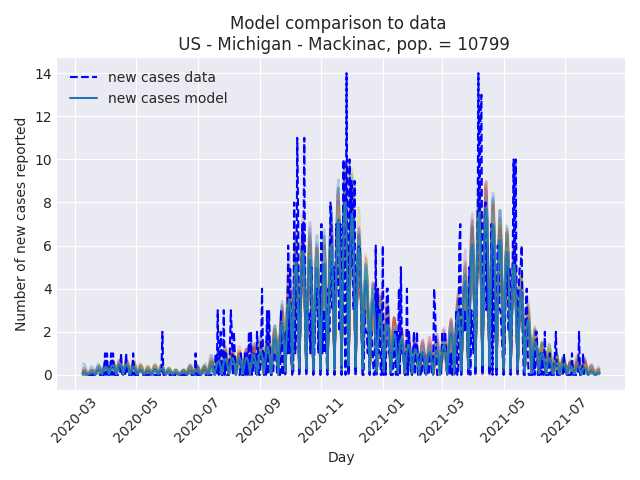 Model comparison to data
US - Michigan - Mackinac, pop. = 10799
new cases data
new cases model
Number of new cases reported
14
12
10
8
6
4
2
0
2020-03
2020-05
2020-07
2020-09
2020-11
2021-01
2021-03
2021-05
2021-07
Day